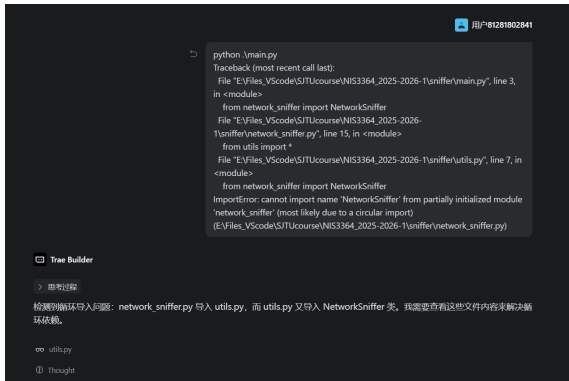 用户81281802841
python .\main.py
Traceback (most recent call last):
File "E:\Files_VScode\SJTUcourse\NIS3364_2025-2026-1\sniffer\main.py", line 3,
in <module>
from network_sniffer import NetworkSniffer
File "E:\Files_VScode\SJTUcourse\NIS3364_2025-2026-
1\sniffer\network_sniffer.py", line 15, in <module>
from utils import *
File "E:\Files_VScode\SJTUcourse\NIS3364_2025-2026-1\sniffer\utils.py", line 7, in
<module>
from network_sniffer import NetworkSniffer
ImportError: cannot import name 'NetworkSniffer' from partially initialized module
'network_sniffer' (most likely due to a circular import)
(E:\Files_VScode\SJTUcourse\NIS3364_2025-2026-1\sniffer\network_sniffer.py)
Trae Builder
思考过程
检测到循环导入问题：network_sniffer.py 导入 utils.py，而 utils.py 又导入 NetworkSniffer 类。我需要查看这些文件内容来解决循
环依赖。
utils.py
Thought